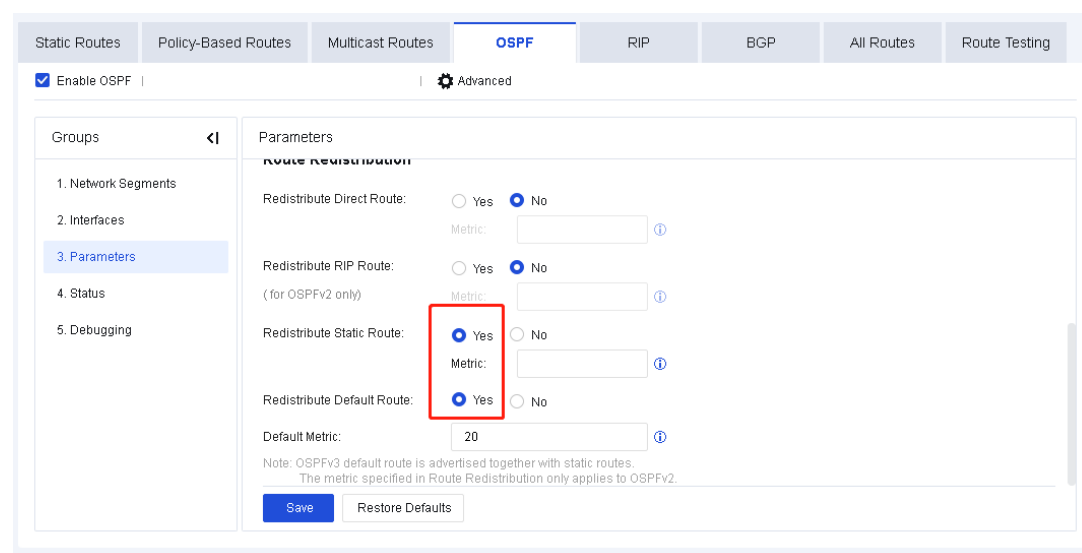 Static Routes Policy-Based Routes Multicast Routes OSPF RIP BGP All Routes Route Testing
Enable OSPF Advanced
Groups
1. Network Segments
2. Interfaces
3. Parameters
4. Status
5. Debugging
Parameters
Route Redistribution
Redistribute Direct Route: Yes No
Metric:
Redistribute RIP Route: Yes No
( for OSPFv2 only) Metric:
Redistribute Static Route: Yes No
Metric:
Redistribute Default Route: Yes No
Default Metric: 20
Note: OSPFv3 default route is advertised together with static routes.
The metric specified in Route Redistribution only applies to OSPFv2.
Save Restore Defaults